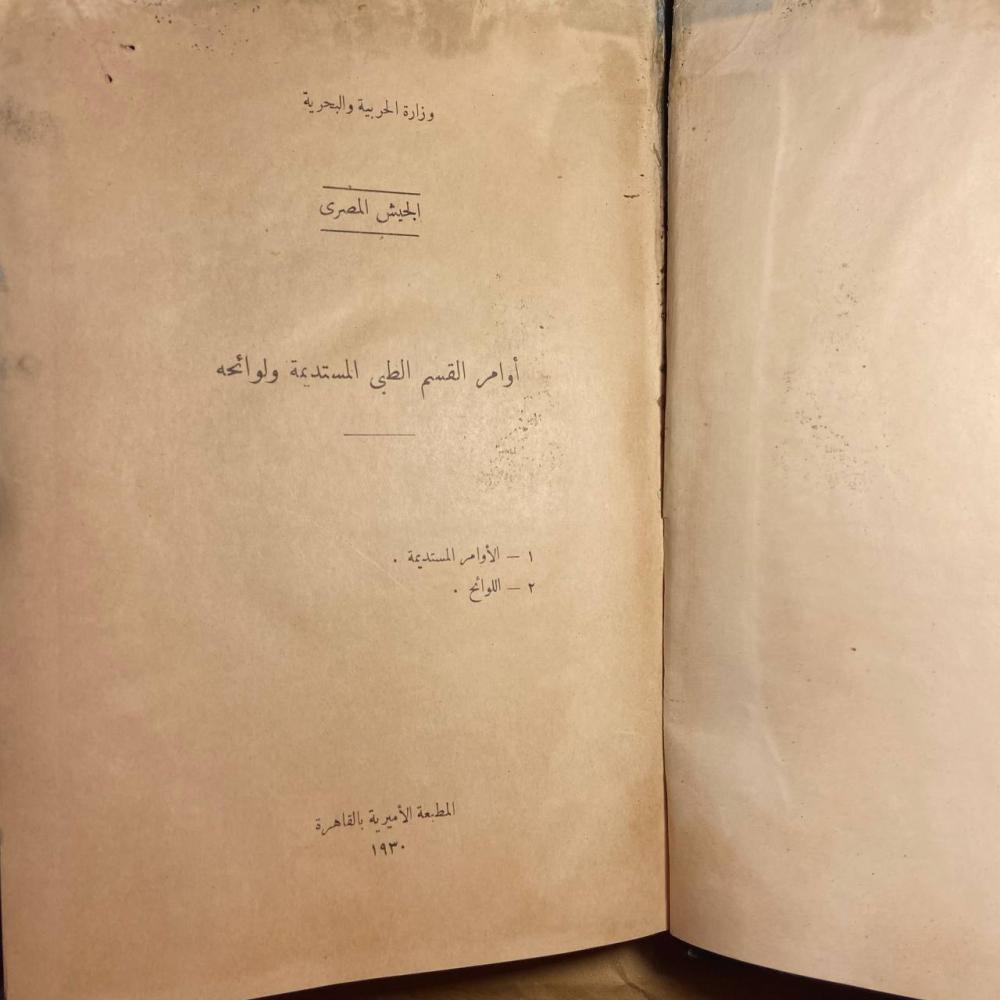 وزارة الحربية والبحرية
الجيش المصرى
أوامر القسم الطبى المستديمة ولوائحه
١ – الأوامر المستديمة .
٢ – اللوائح .
المطبعة الأميرية بالقاهرة
١٩٣٠